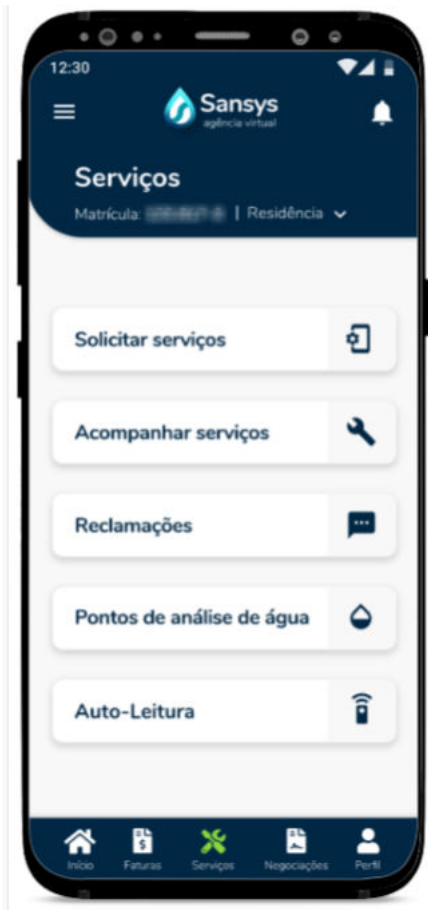 12:30
Sansys
agência virtual
Serviços
Matrícula: | Residência
Solicitar serviços
Acompanhar serviços
Reclamações
Pontos de análise de água
Auto-Leitura
Início Faturas Serviços Negociações Perfil